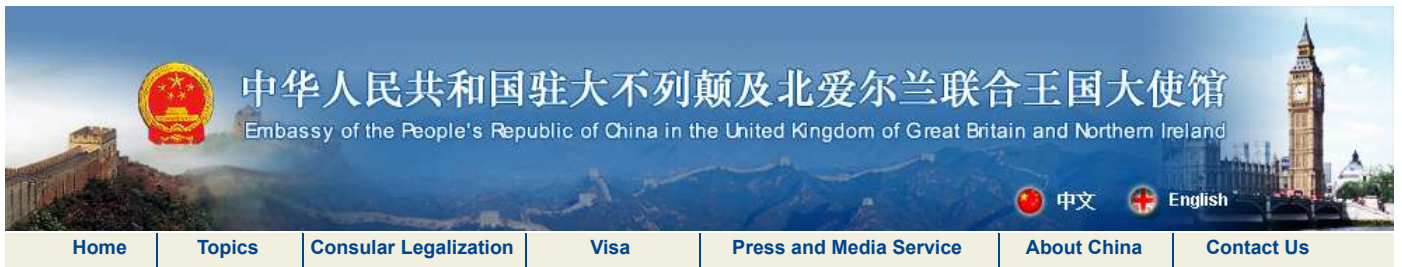 中华人民共和国驻大不列颠及北爱尔兰联合王国大使馆
Embassy of the People's Republic of China in the United Kingdom of Great Britain and Northern Ireland
中文 English
Home Topics Consular Legalization Visa Press and Media Service About China Contact Us